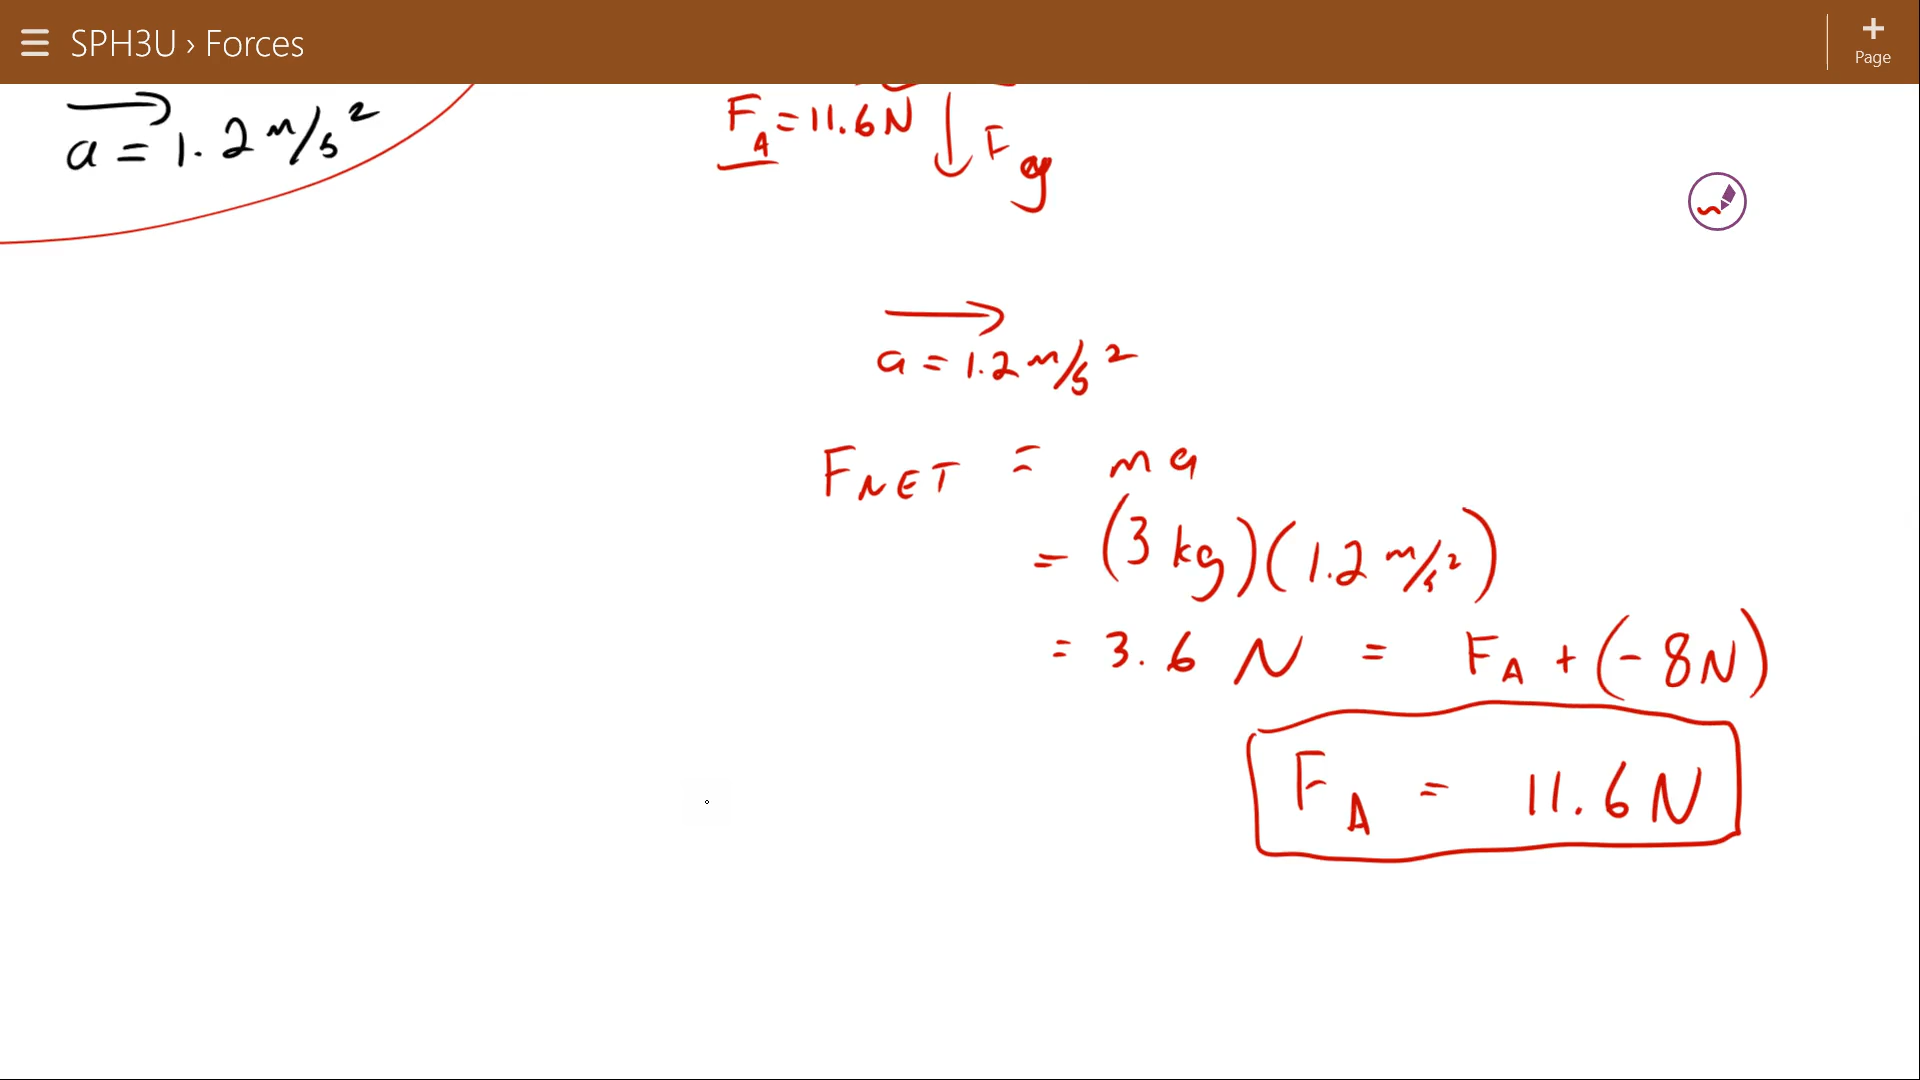 SPH3U › Forces
Page
a = 1.2 m/s²
F_A = 11.6 N
F_g
a = 1.2 m/s²
F_NET = ma
= (3 kg)(1.2 m/s²)
= 3.6 N = F_A + (-8N)
F_A = 11.6 N